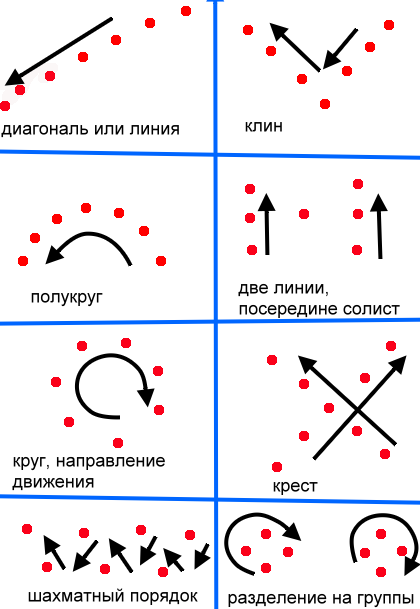 диагональ или линия
клин
полукруг
две линии,
посередине солист
круг, направление
движения
крест
шахматный порядок
разделение на группы